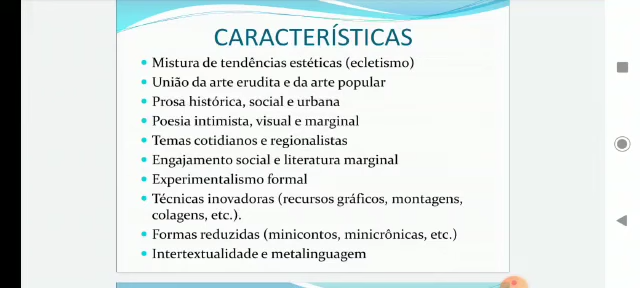 CARACTERÍSTICAS
Mistura de tendências estéticas (ecletismo)
União da arte erudita e da arte popular
Prosa histórica, social e urbana
Poesia intimista, visual e marginal
Temas cotidianos e regionalistas
Engajamento social e literatura marginal
Experimentalismo formal
Técnicas inovadoras (recursos gráficos, montagens,
colagens, etc.).
Formas reduzidas (minicontos, minicrônicas, etc.)
Intertextualidade e metalinguagem